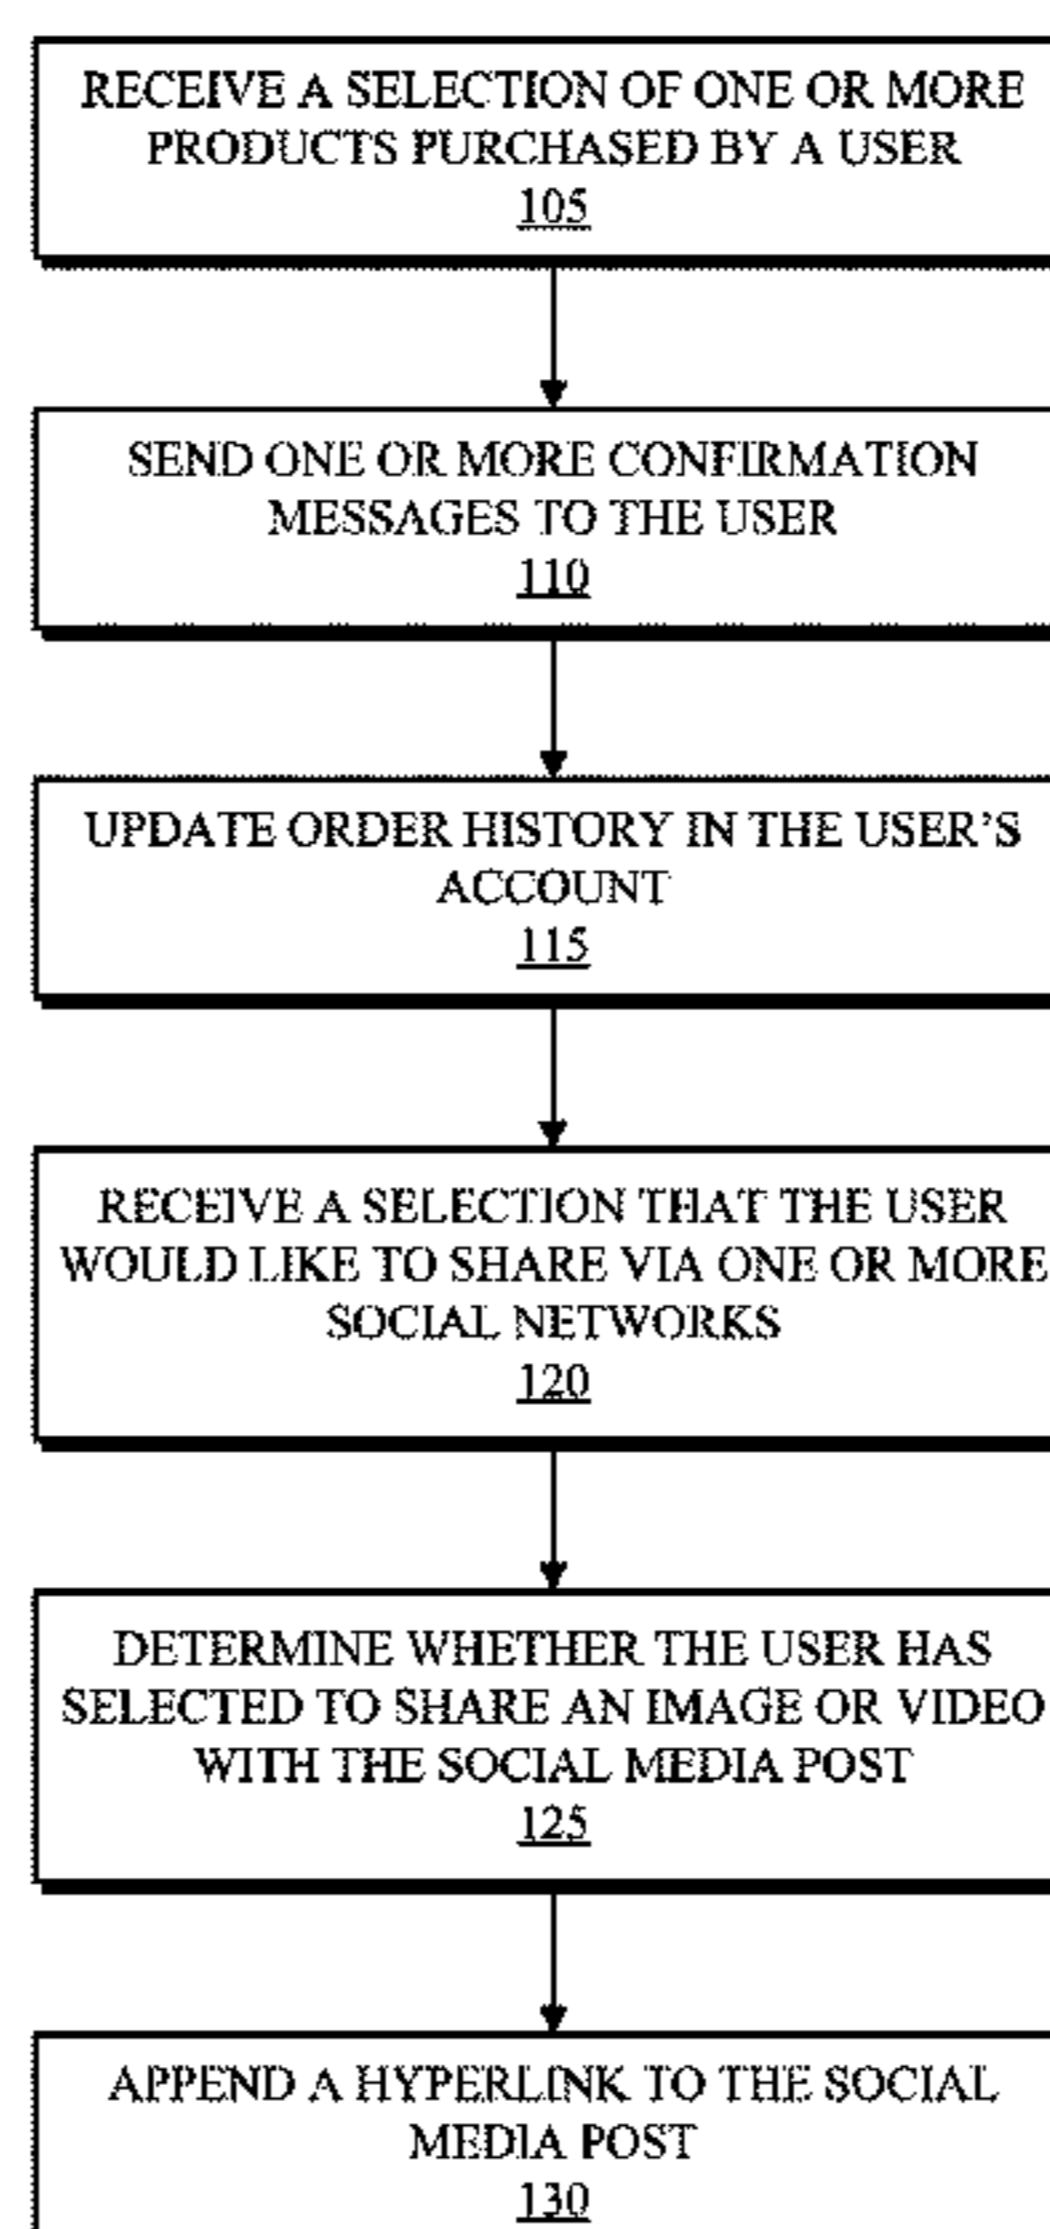 RECEIVE A SELECTION OF ONE OR MORE
PRODUCTS PURCHASED BY A USER
105
SEND ONE OR MORE CONFIRMATION
MESSAGES TO THE USER
110
UPDATE ORDER HISTORY IN THE USER'S
ACCOUNT
115
RECEIVE A SELECTION THAT THE USER
WOULD LIKE TO SHARE VIA ONE OR MORE
SOCIAL NETWORKS
120
DETERMINE WHETHER THE USER HAS
SELECTED TO SHARE AN IMAGE OR VIDEO
WITH THE SOCIAL MEDIA POST
125
APPEND A HYPERLINK TO THE SOCIAL
MEDIA POST
130